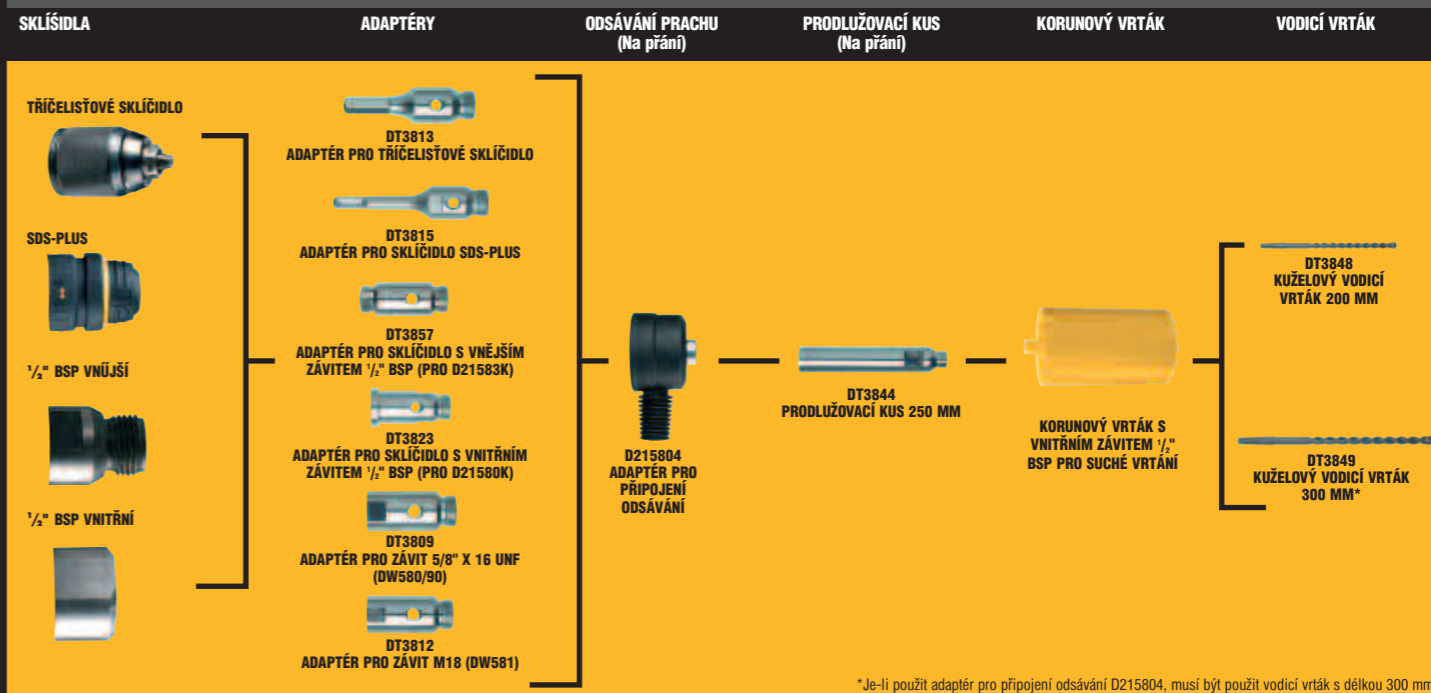 SKLÍŠIDLA
ADAPTÉRY
ODSÁVÁNÍ PRACHU
(Na přání)
PRODLUŽOVACÍ KUS
(Na přání)
KORUNOVÝ VRTÁK
VODICÍ VRTÁK
TŘÍČELISŤOVÉ SKLÍČIDLO
SDS-PLUS
½" BSP VNŰJŠÍ
½" BSP VNITŘNÍ
DT3813
ADAPTÉR PRO TŘÍČELISŤOVÉ SKLÍČIDLO
DT3815
ADAPTÉR PRO SKLÍČIDLO SDS-PLUS
DT3857
ADAPTÉR PRO SKLÍČIDLO S VNĚJŠÍM
ZÁVITEM ½" BSP (PRO D21583K)
DT3823
ADAPTÉR PRO SKLÍČIDLO S VNITŘNÍM
ZÁVITEM ½" BSP (PRO D21580K)
DT3809
ADAPTÉR PRO ZÁVIT 5/8" X 16 UNF
(DW580/90)
DT3812
ADAPTÉR PRO ZÁVIT M18 (DW581)
D215804
ADAPTÉR PRO
PŘIPOJENÍ
ODSÁVÁNÍ
DT3844
PRODLUŽOVACÍ KUS 250 MM
KORUNOVÝ VRTÁK S
VNITŘNÍM ZÁVITEM ½"
BSP PRO SUCHÉ VRTÁNÍ
DT3848
KUŽELOVÝ VODICÍ
VRTÁK 200 MM
DT3849
KUŽELOVÝ VODICÍ VRTÁK
300 MM*
*Je-li použit adaptér pro připojení odsávání D215804, musí být použit vodicí vrták s délkou 300 mm